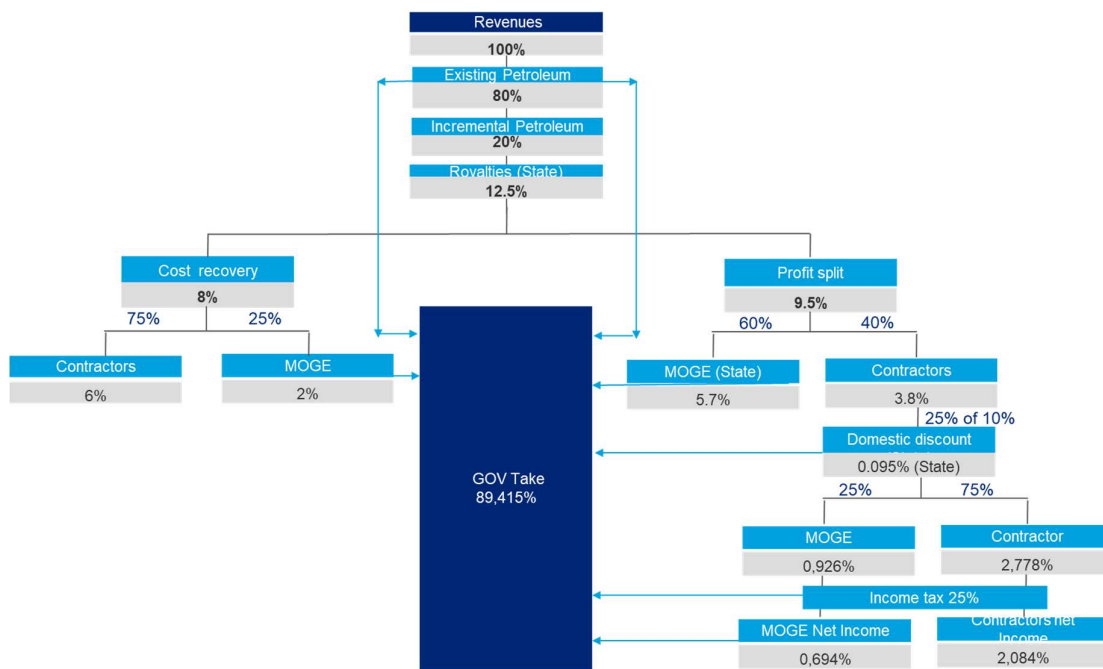 Revenues
100%
Existing Petroleum
80%
Incremental Petroleum
20%
Royalties (State)
12.5%
Cost recovery
8%
75%
25%
Contractors
6%
MOGE
2%
Profit split
9.5%
60%
40%
MOGE (State)
5.7%
Contractors
3.8%
25% of 10%
Domestic discount
0.095% (State)
25%
75%
MOGE
0,926%
Contractor
2,778%
Income tax 25%
MOGE Net Income
0,694%
Contractors net
Income
2,084%
GOV Take
89,415%